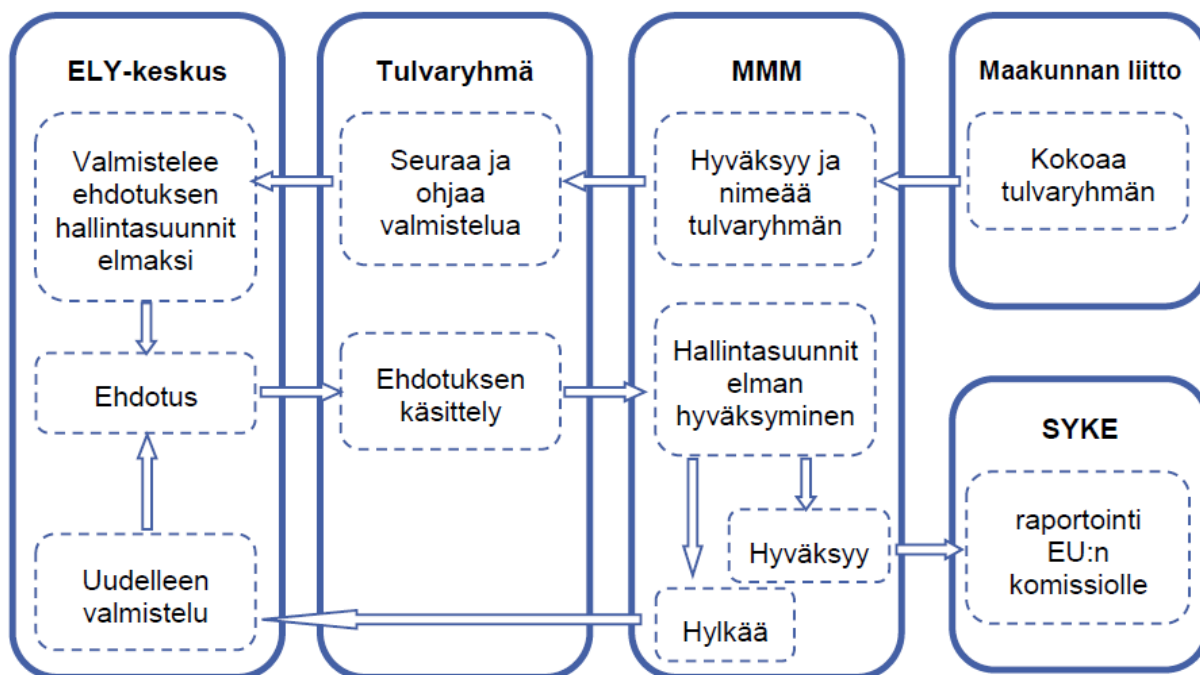 ELY-keskus
Valmistelee
ehdotuksen
hallintasuunnit
elmaksi
Ehdotus
Uudelleen
valmistelu
Tulvaryhmä
Seuraa ja
ohjaa
valmistelua
Ehdotuksen
käsittely
MMM
Hyväksyy ja
nimeää
tulvaryhmän
Hallintasuunnit
elman
hyväksyminen
Hyväksyy
Hylkää
Maakunnan liitto
Kokoaa
tulvaryhmän
SYKE
raportointi
EU:n
komissiolle